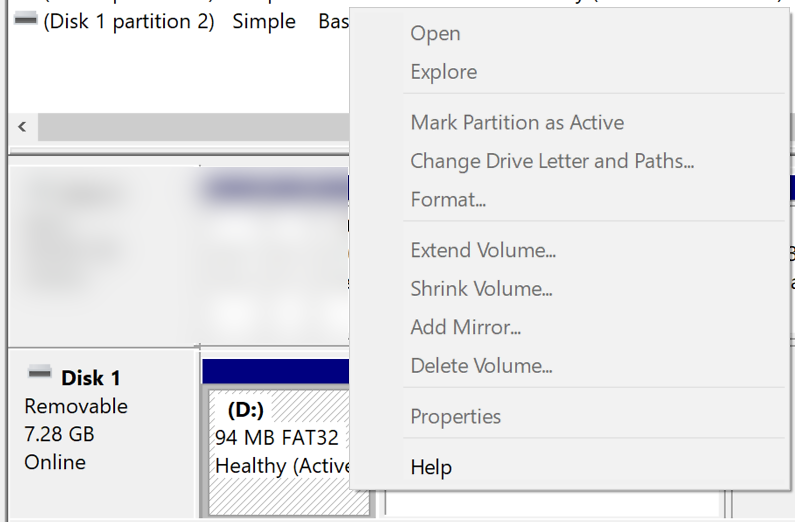 (Disk 1 partition 2) Simple Bas
Open
Explore
Mark Partition as Active
Change Drive Letter and Paths...
Format...
Extend Volume...
Shrink Volume...
Add Mirror...
Delete Volume...
Properties
Help
Disk 1
Removable
7.28 GB
Online
(D:)
94 MB FAT32
Healthy (Active